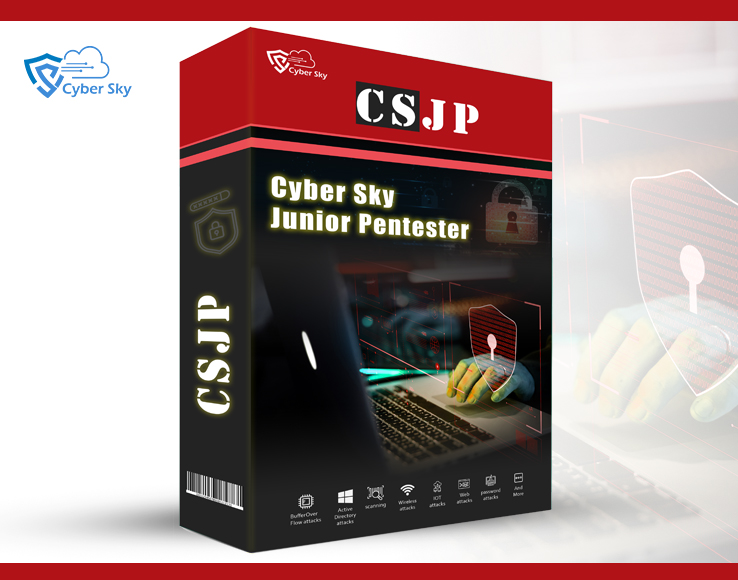 Cyber Sky
Cyber Sky
CSJP
Cyber Sky
Junior Pentester
CSJP
BufferOver
Flow attacks
Active
Directory
attacks
scanning
Wireless
attacks
IOT
attacks
Web
attacks
password
attacks
And
More